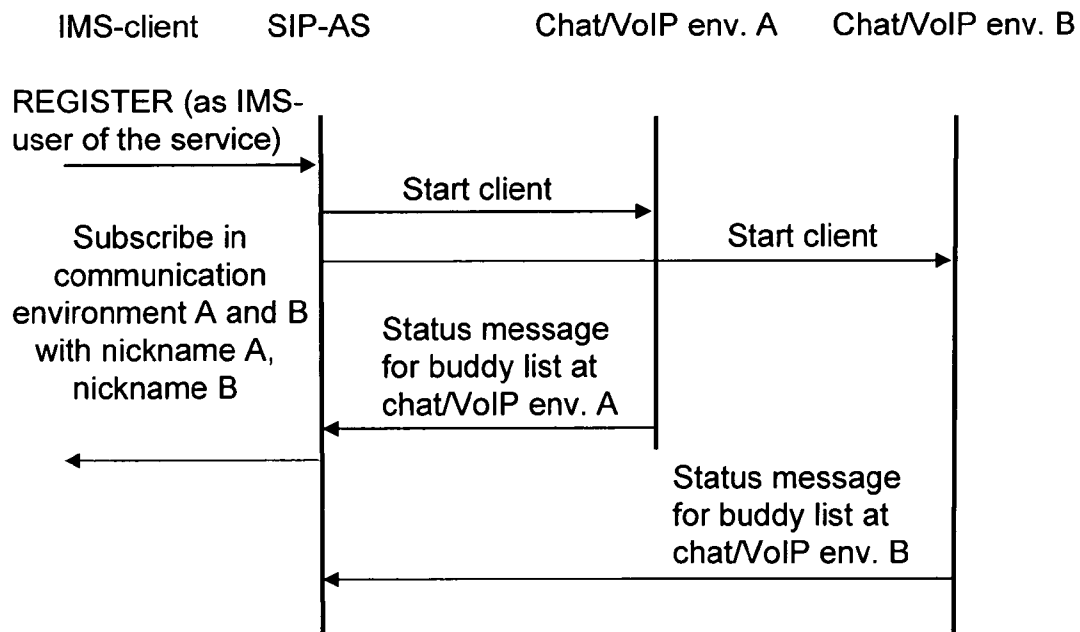 IMS-client SIP-AS Chat/VoIP env. A Chat/VoIP env. B
REGISTER (as IMS-
user of the service)
Start client
Subscribe in
communication
environment A and B
with nickname A,
nickname B
Start client
Status message
for buddy list at
chat/VoIP env. A
Status message
for buddy list at
chat/VoIP env. B